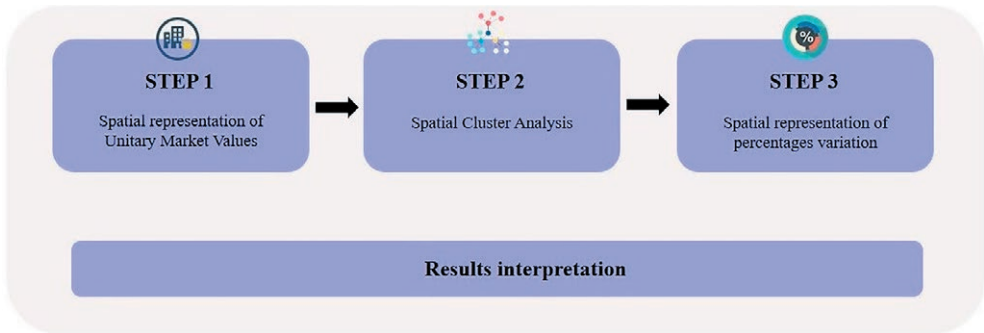 STEP 1
Spatial representation of
Unitary Market Values
STEP 2
Spatial Cluster Analysis
%
STEP 3
Spatial representation of
percentages variation
Results interpretation